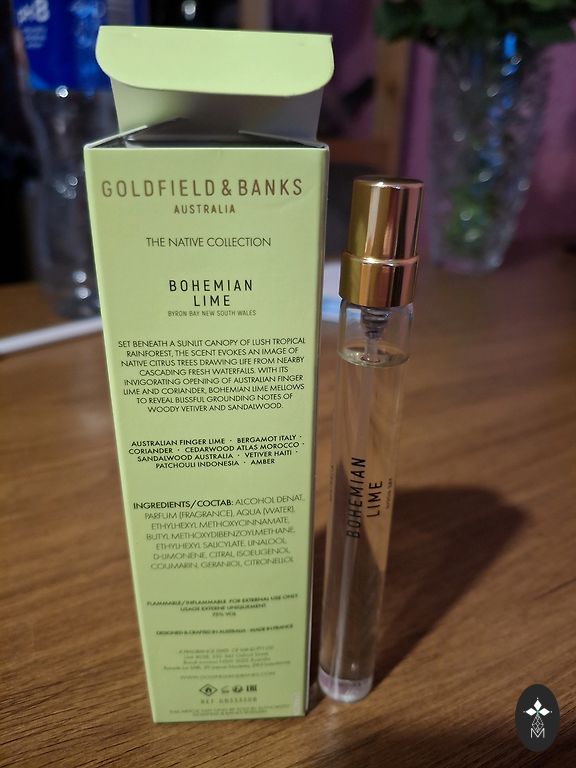 GOLDFIELD & BANKS
AUSTRALIA
THE NATIVE COLLECTION
BOHEMIAN
LIME
BYRON BAY NEW SOUTH WALES
SET BENEATH A SUNLIT CANOPY OF LUSH TROPICAL
RAINFOREST, THE SCENT EVOKES AN IMAGE OF
NATIVE CITRUS TREES DRAWING LIFE FROM NEARBY
CASCADING FRESH WATERFALLS. WITH ITS
INVIGORATING OPENING OF AUSTRALIAN FINGER
LIME AND CORIANDER, BOHEMIAN LIME MELLOWS
TO REVEAL BLISSFUL GROUNDING NOTES OF
WOODY VETIVER AND SANDALWOOD.
AUSTRALIAN FINGER LIME · BERGAMOT ITALY ·
CORIANDER · CEDARWOOD ATLAS MOROCCO ·
SANDALWOOD AUSTRALIA · VETIVER HAITI ·
PATCHOULI INDONESIA · AMBER
INGREDIENTS/СОСТАВ: ALCOHOL DENAT.,
PARFUM (FRAGRANCE), AQUA (WATER),
ETHYLHEXYL METHOXYCINNAMATE,
BUTYL METHOXYDIBENZOYLMETHANE,
ETHYLHEXYL SALICYLATE, LINALOOL
D-LIMONENE, CITRAL, ISOEUGENOL,
COUMARIN, GERANIOL, CITRONELLOL
FLAMMABLE/INFLAMMABLE. FOR EXTERNAL USE ONLY
USAGE EXTERNE UNIQUEMENT
75% VOL
DESIGNED & CRAFTED IN AUSTRALIA - MADE IN FRANCE
WWW.GOLDFIELDANDBANKS.COM
BOHEMIAN
LIME
M